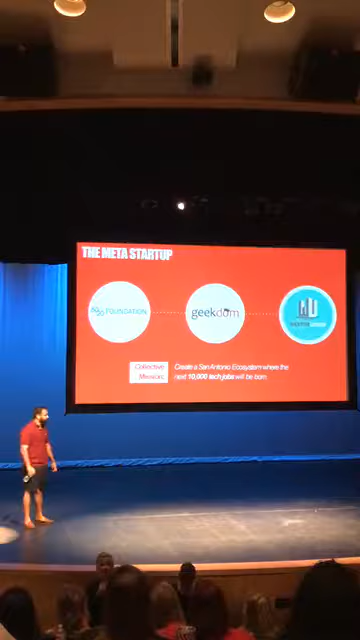 THE META STARTUP
80/20 FOUNDATION
geekdom
Collective
Mission:
Create a San Antonio Ecosystem where the
next 10,000 tech jobs will be born.